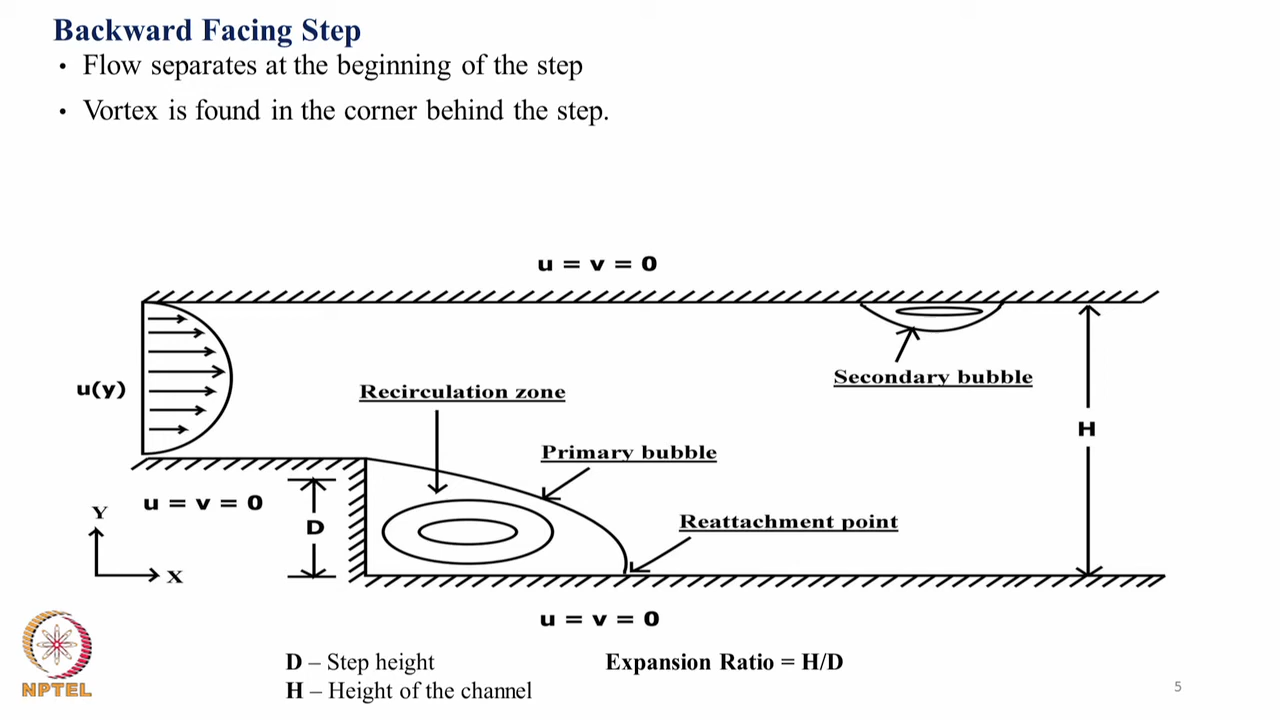 Backward Facing Step
• Flow separates at the beginning of the step
• Vortex is found in the corner behind the step.
u = v = 0
u(y)
Recirculation zone
Secondary bubble
H
Primary bubble
u = v = 0
Y
D
Reattachment point
X
u = v = 0
D – Step height
Expansion Ratio = H/D
H – Height of the channel
NPTEL
5